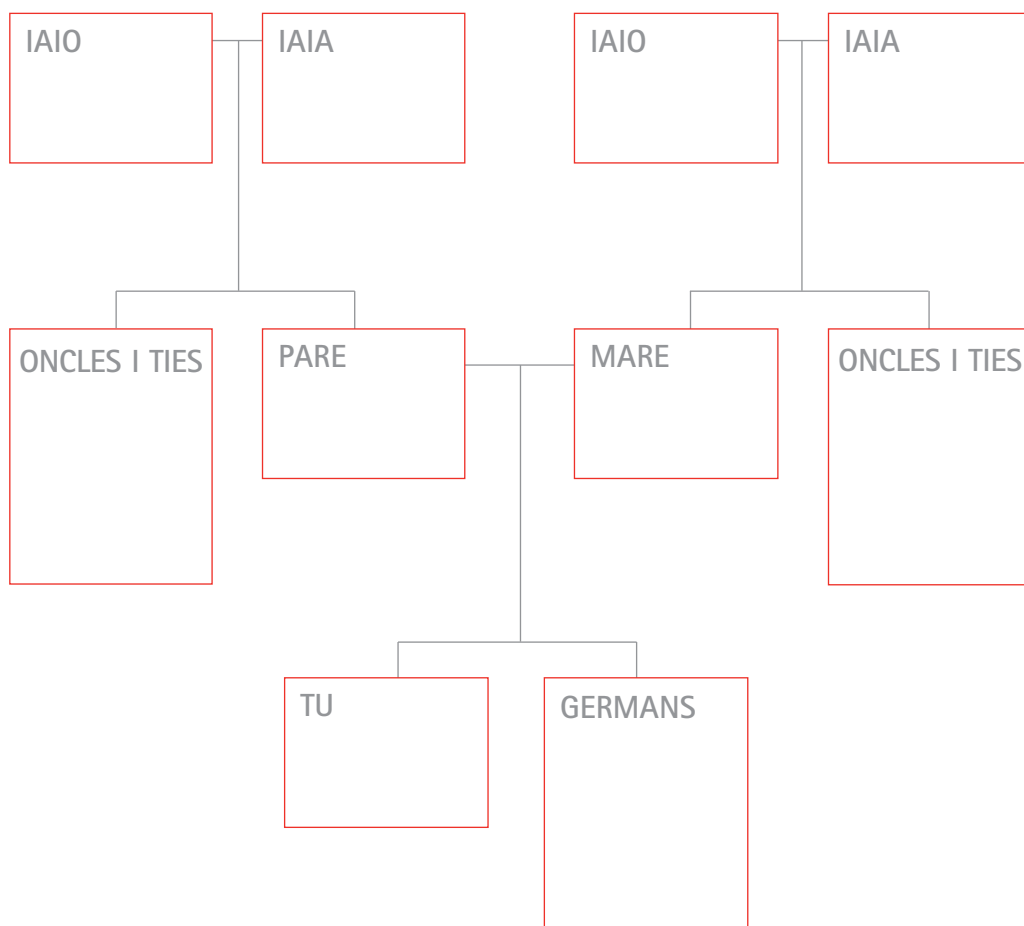 IAIO
IAIA
IAIO
IAIA
ONCLES I TIES
PARE
MARE
ONCLES I TIES
TU
GERMANS